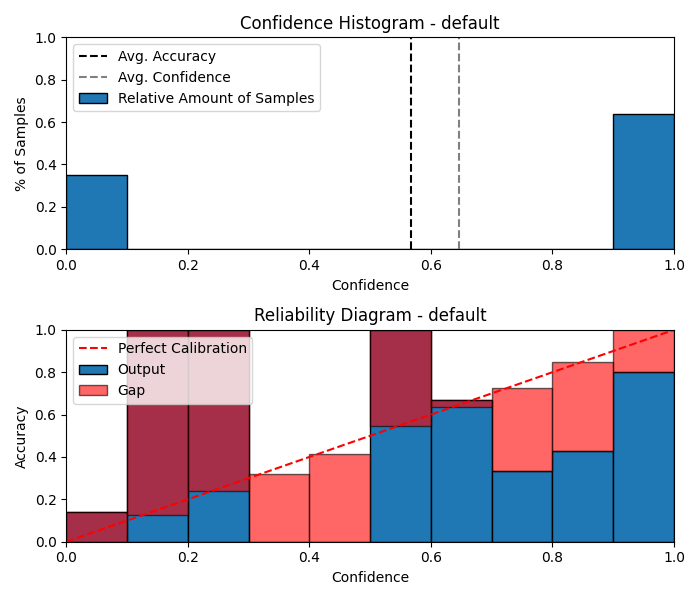 Confidence Histogram - default
1.0
0.8
0.6
0.4
0.2
0.0
% of Samples
Avg. Accuracy
Avg. Confidence
Relative Amount of Samples
0.0 0.2 0.4 0.6 0.8 1.0
Confidence
Reliability Diagram - default
1.0
0.8
0.6
0.4
0.2
0.0
Accuracy
Perfect Calibration
Output
Gap
0.0 0.2 0.4 0.6 0.8 1.0
Confidence